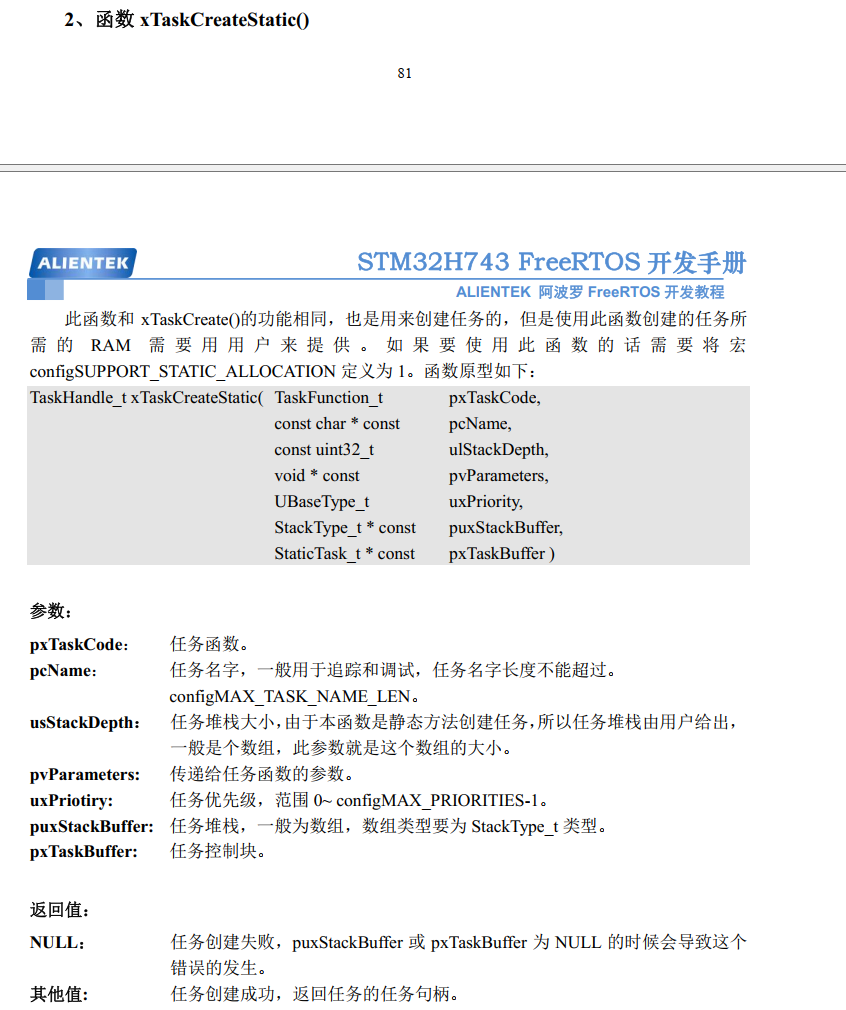 2、函数 xTaskCreateStatic()
81
ALIENTEK
STM32H743 FreeRTOS 开发手册
ALIENTEK 阿波罗 FreeRTOS 开发教程
此函数和 xTaskCreate()的功能相同，也是用来创建任务的，但是使用此函数创建的任务所
需的 RAM 需要用用户来提供。如果要使用此函数的话需要将宏
configSUPPORT_STATIC_ALLOCATION 定义为 1。函数原型如下：
TaskHandle_t xTaskCreateStatic( TaskFunction_t pxTaskCode,
const char * const pcName,
const uint32_t ulStackDepth,
void * const pvParameters,
UBaseType_t uxPriority,
StackType_t * const puxStackBuffer,
StaticTask_t * const pxTaskBuffer )
参数：
pxTaskCode： 任务函数。
pcName： 任务名字，一般用于追踪和调试，任务名字长度不能超过。
configMAX_TASK_NAME_LEN。
usStackDepth： 任务堆栈大小，由于本函数是静态方法创建任务，所以任务堆栈由用户给出，
一般是个数组，此参数就是这个数组的大小。
pvParameters: 传递给任务函数的参数。
uxPriotiry: 任务优先级，范围 0~ configMAX_PRIORITIES-1。
puxStackBuffer: 任务堆栈，一般为数组，数组类型要为 StackType_t 类型。
pxTaskBuffer: 任务控制块。
返回值：
NULL： 任务创建失败，puxStackBuffer 或 pxTaskBuffer 为 NULL 的时候会导致这个
错误的发生。
其他值: 任务创建成功，返回任务的任务句柄。